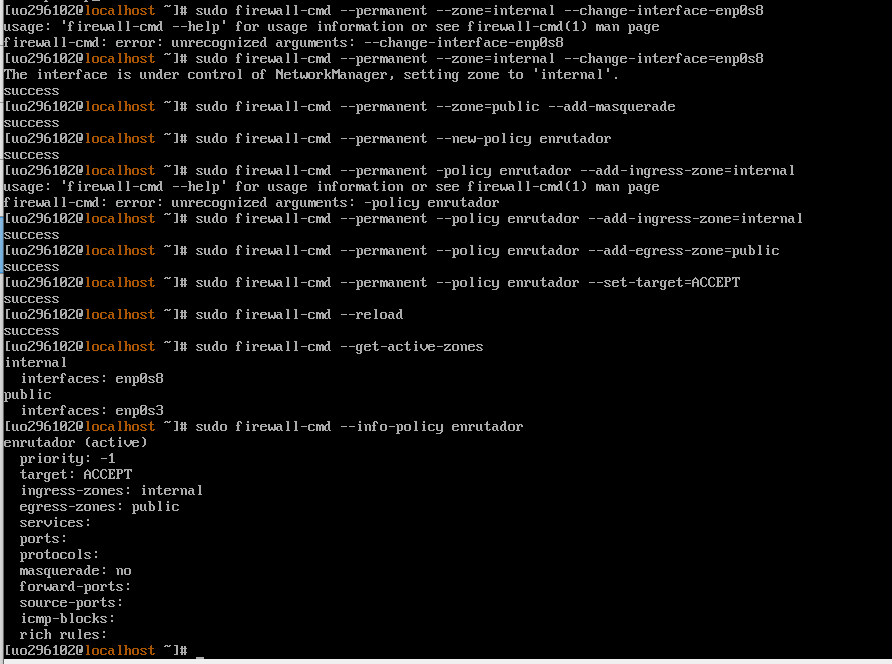 [uo296102@localhost ~]# sudo firewall-cmd --permanent --zone=internal --change-interface-enp0s8
usage: 'firewall-cmd --help' for usage information or see firewall-cmd(1) man page
firewall-cmd: error: unrecognized arguments: --change-interface-enp0s8
[uo296102@localhost ~]# sudo firewall-cmd --permanent --zone=internal --change-interface=enp0s8
The interface is under control of NetworkManager, setting zone to 'internal'.
success
[uo296102@localhost ~]# sudo firewall-cmd --permanent --zone=public --add-masquerade
success
[uo296102@localhost ~]# sudo firewall-cmd --permanent --new-policy enrutador
success
[uo296102@localhost ~]# sudo firewall-cmd --permanent -policy enrutador --add-ingress-zone=internal
usage: 'firewall-cmd --help' for usage information or see firewall-cmd(1) man page
firewall-cmd: error: unrecognized arguments: -policy enrutador
[uo296102@localhost ~]# sudo firewall-cmd --permanent --policy enrutador --add-ingress-zone=internal
success
[uo296102@localhost ~]# sudo firewall-cmd --permanent --policy enrutador --add-egress-zone=public
success
[uo296102@localhost ~]# sudo firewall-cmd --permanent --policy enrutador --set-target=ACCEPT
success
[uo296102@localhost ~]# sudo firewall-cmd --reload
success
[uo296102@localhost ~]# sudo firewall-cmd --get-active-zones
internal
  interfaces: enp0s8
public
  interfaces: enp0s3
[uo296102@localhost ~]# sudo firewall-cmd --info-policy enrutador
enrutador (active)
  priority: -1
  target: ACCEPT
  ingress-zones: internal
  egress-zones: public
  services:
  ports:
  protocols:
  masquerade: no
  forward-ports:
  source-ports:
  icmp-blocks:
  rich rules:
[uo296102@localhost ~]# _